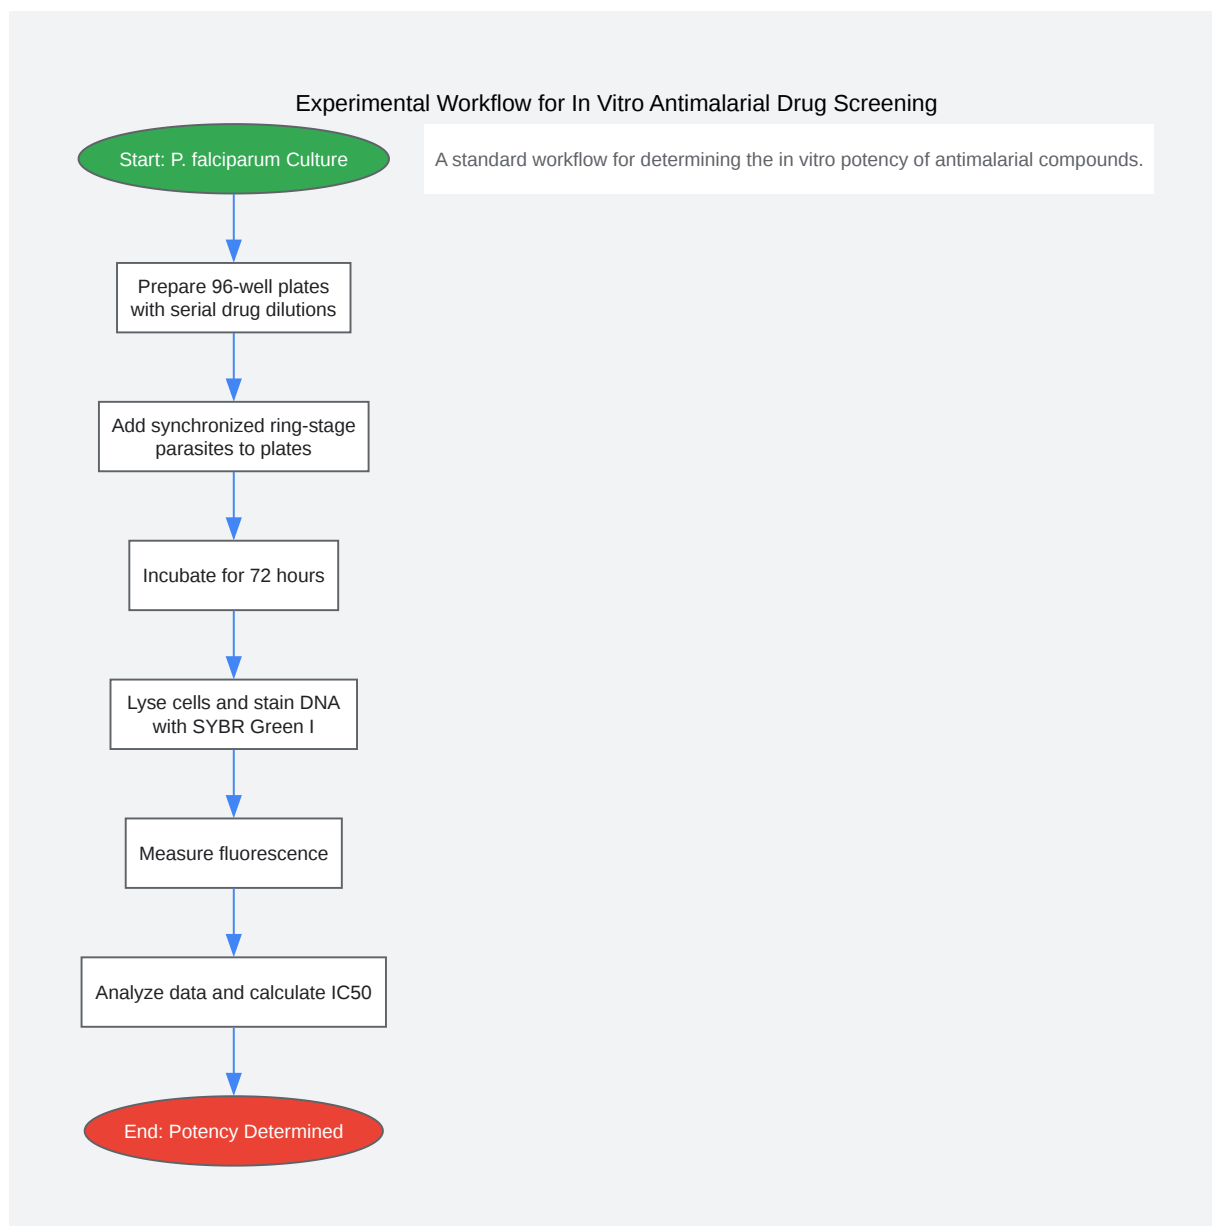 Experimental Workflow for In Vitro Antimalarial Drug Screening
Start: P. falciparum Culture
A standard workflow for determining the in vitro potency of antimalarial compounds.
Prepare 96-well plates
with serial drug dilutions
Add synchronized ring-stage
parasites to plates
Incubate for 72 hours
Lyse cells and stain DNA
with SYBR Green I
Measure fluorescence
Analyze data and calculate IC50
End: Potency Determined